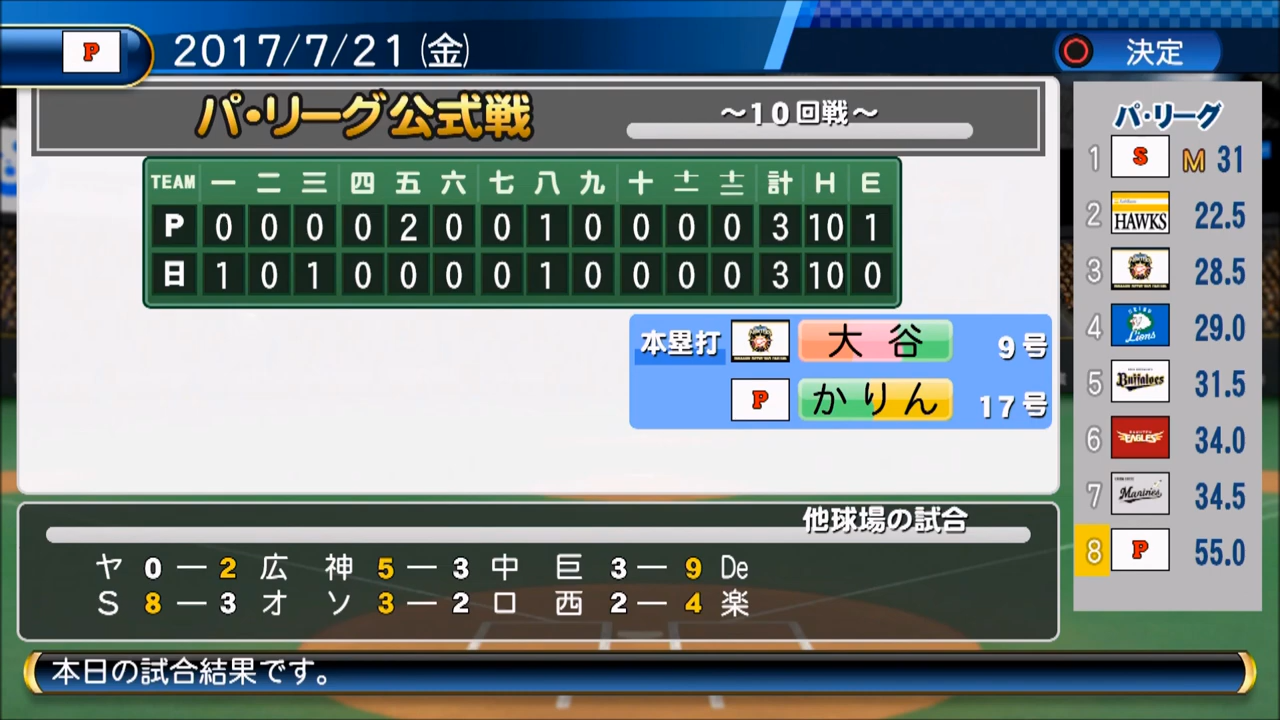 P 2017/7/21(金)
決定
パ・リーグ公式戦 ～10回戦～
TEAM 一 二 三 四 五 六 七 八 九 十 十一 十二 計 H E
P 0 0 0 0 2 0 0 1 0 0 0 0 3 10 1
日 1 0 1 0 0 0 0 1 0 0 0 0 3 10 0
本塁打 大谷 9号
P かりん 17号
他球場の試合
ヤ 0 ― 2 広 神 5 ― 3 中 巨 3 ― 9 De
S 8 ― 3 オ ソ 3 ― 2 ロ 西 2 ― 4 楽
本日の試合結果です。
パ・リーグ
1 S M 31
2 HAWKS 22.5
3 28.5
4 Lions 29.0
5 Buffaloes 31.5
6 EAGLES 34.0
7 Marines 34.5
8 P 55.0